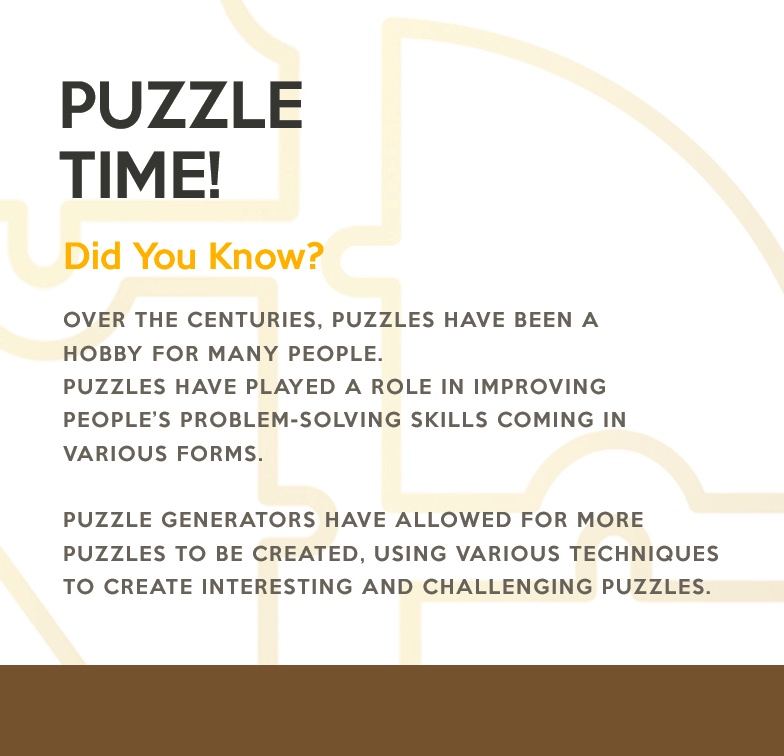 PUZZLE
TIME!
Did You Know?
OVER THE CENTURIES, PUZZLES HAVE BEEN A
HOBBY FOR MANY PEOPLE.
PUZZLES HAVE PLAYED A ROLE IN IMPROVING
PEOPLE’S PROBLEM-SOLVING SKILLS COMING IN
VARIOUS FORMS.
PUZZLE GENERATORS HAVE ALLOWED FOR MORE
PUZZLES TO BE CREATED, USING VARIOUS TECHNIQUES
TO CREATE INTERESTING AND CHALLENGING PUZZLES.